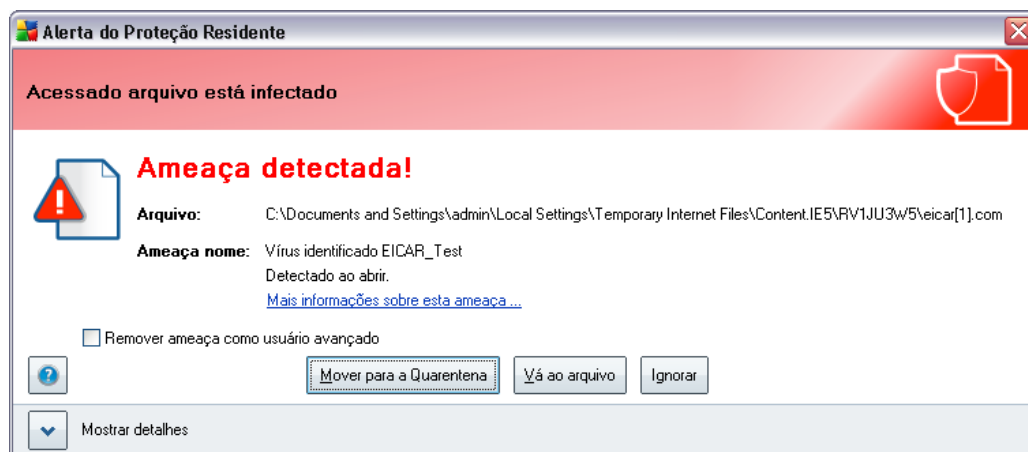 Alerta do Proteção Residente
Acessado arquivo está infectado
Ameaça detectada!
Arquivo: C:\Documents and Settings\admin\Local Settings\Temporary Internet Files\Content.IE5\RV1JU3W5\eicar[1].com
Ameaça nome: Vírus identificado EICAR_Test
Detectado ao abrir.
Mais informações sobre esta ameaça ...
Remover ameaça como usuário avançado
Mover para a Quarentena Vá ao arquivo Ignorar
Mostrar detalhes